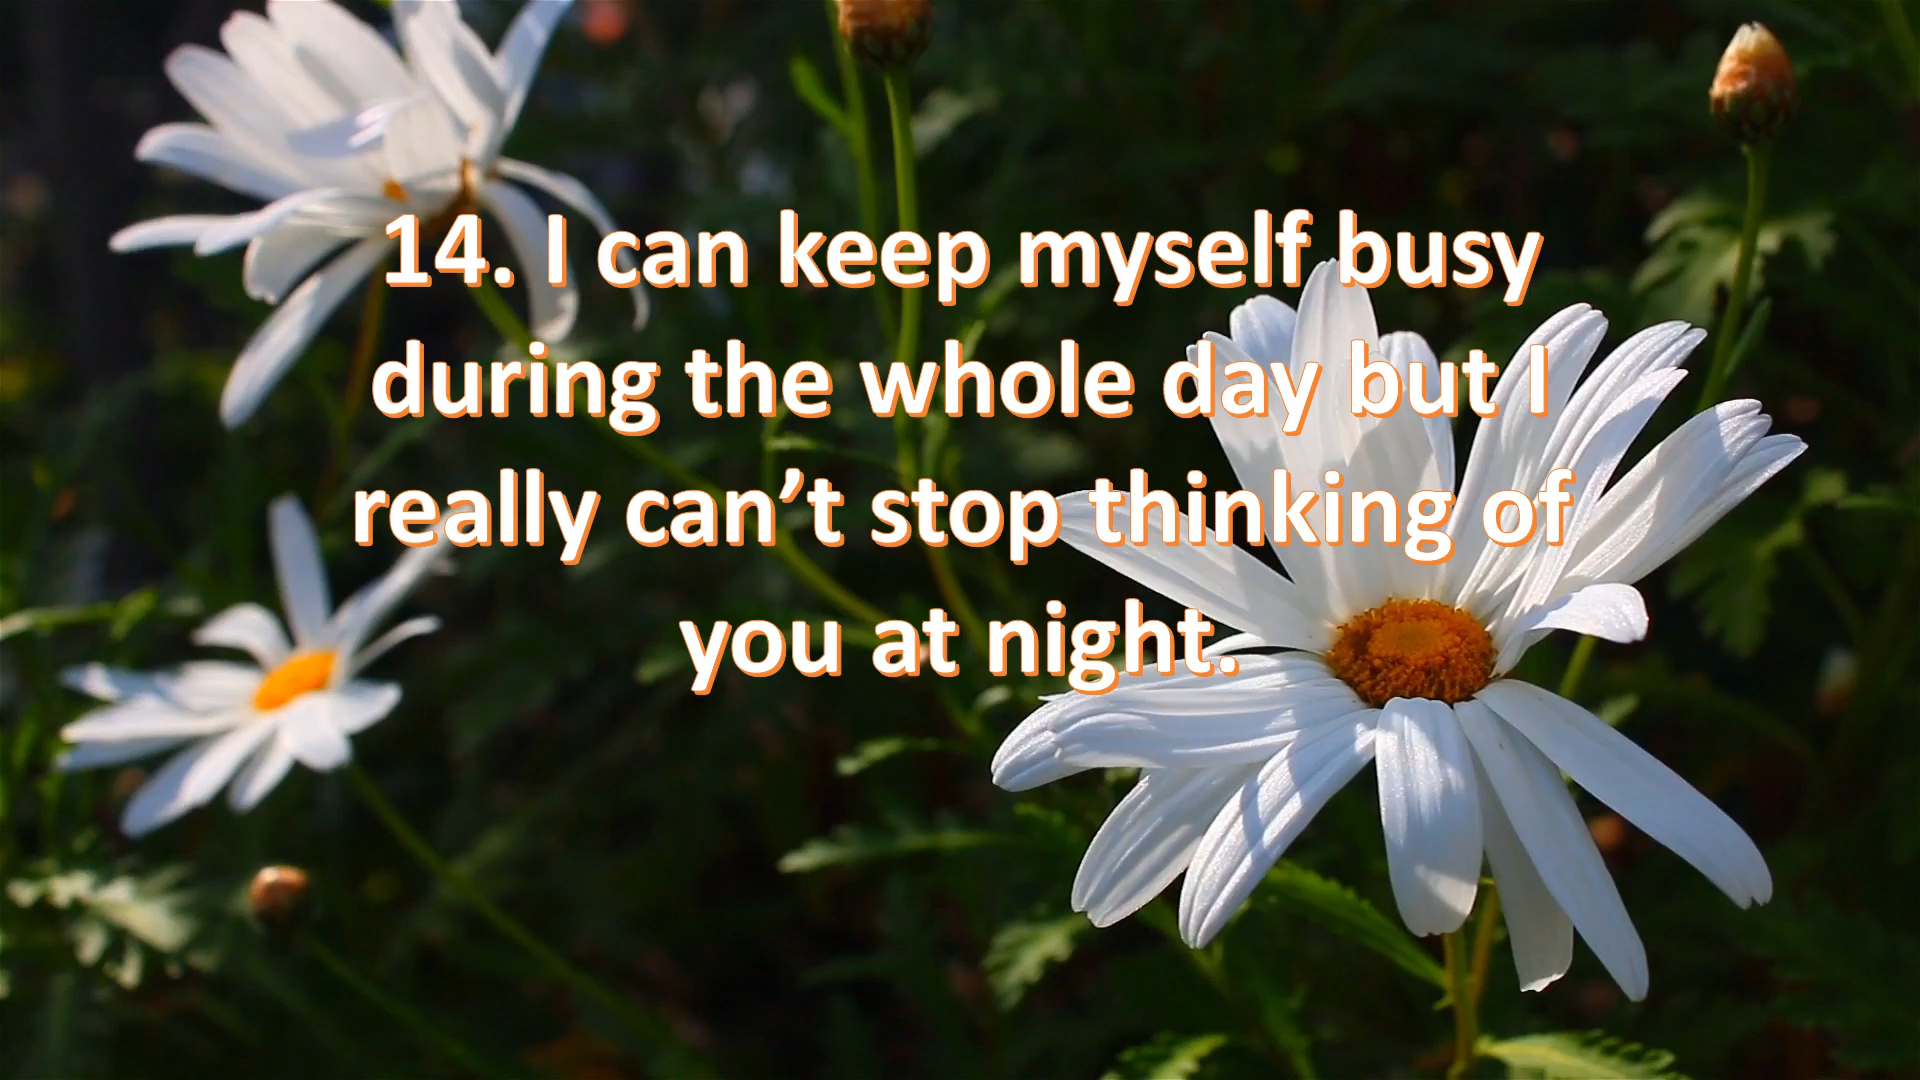 14. I can keep myself busy
during the whole day but I
really can’t stop thinking of
you at night.